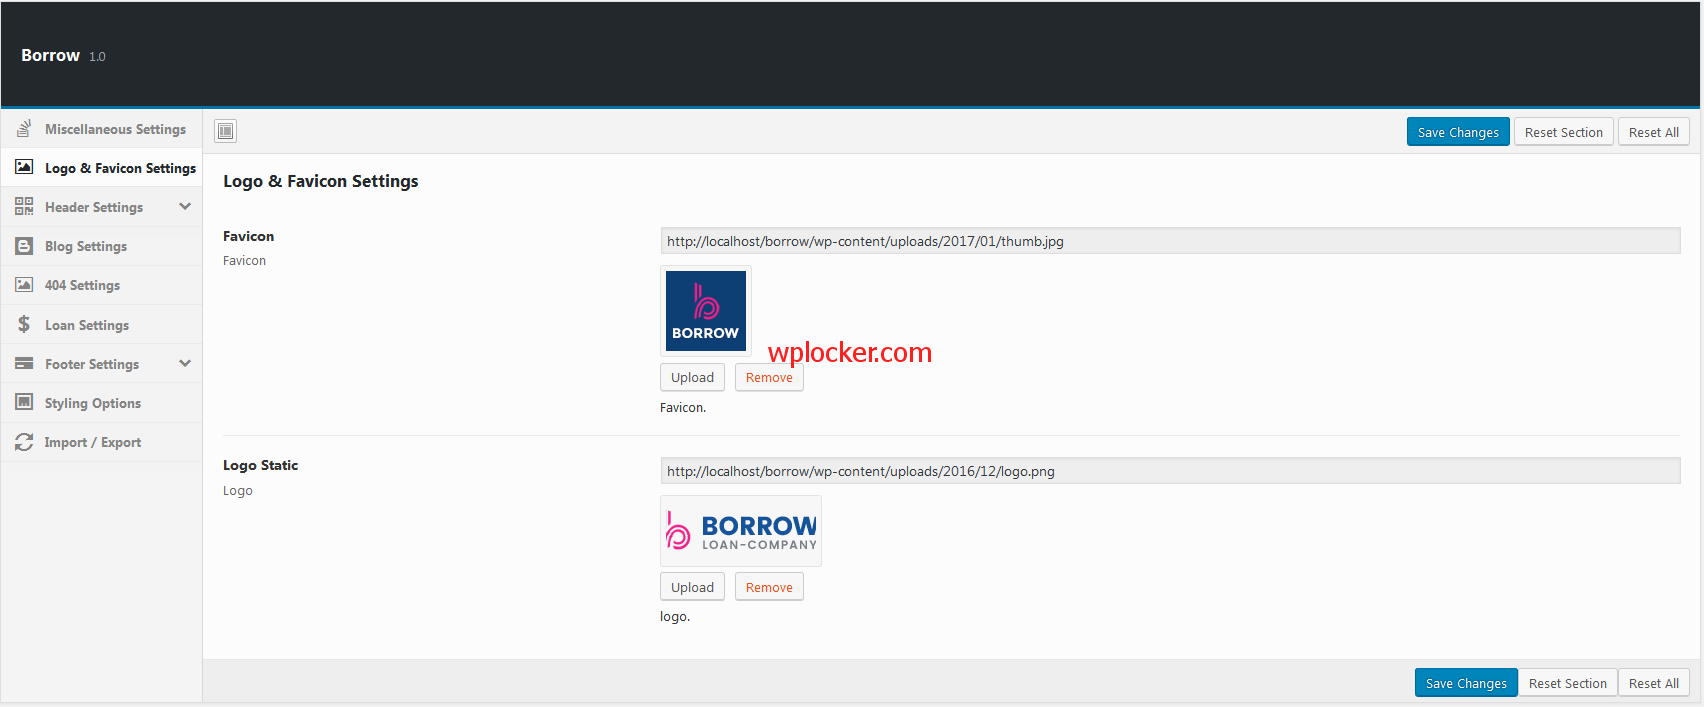 Borrow 1.0
Miscellaneous Settings
Logo & Favicon Settings
Header Settings
Blog Settings
404 Settings
Loan Settings
Footer Settings
Styling Options
Import / Export
Save Changes Reset Section Reset All
Logo & Favicon Settings
Favicon
Favicon
http://localhost/borrow/wp-content/uploads/2017/01/thumb.jpg
BORROW
wplocker.com
Upload Remove
Favicon.
Logo Static
Logo
http://localhost/borrow/wp-content/uploads/2016/12/logo.png
BORROW
LOAN-COMPANY
Upload Remove
logo.
Save Changes Reset Section Reset All